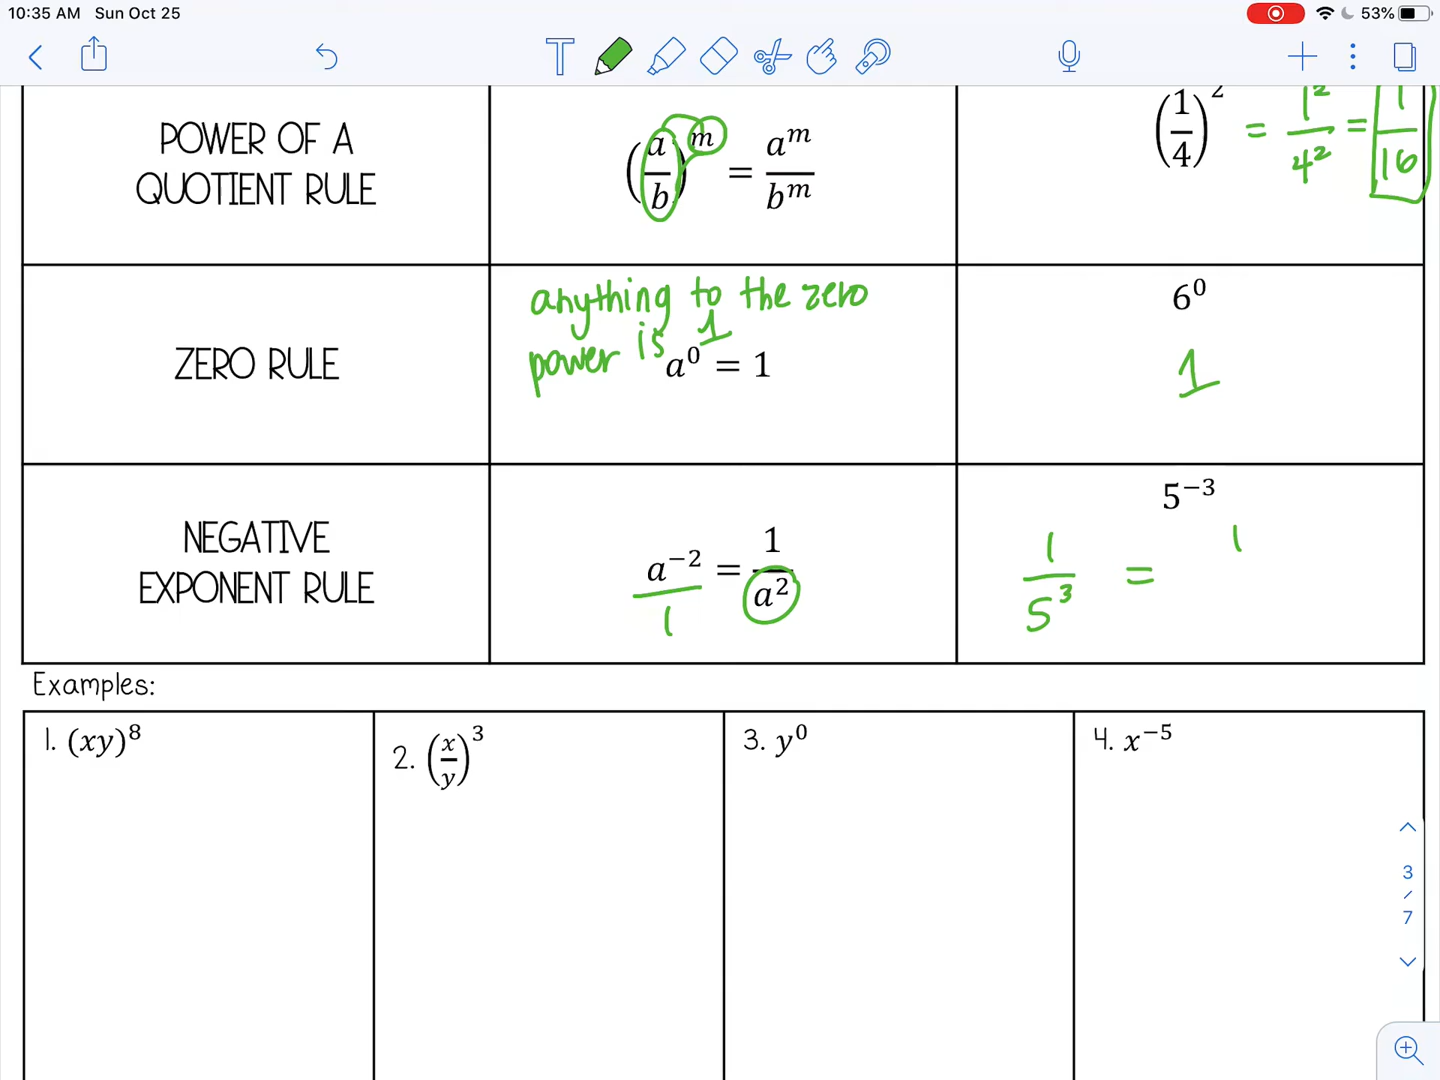 10:35 AM Sun Oct 25
53%
T
POWER OF A
QUOTIENT RULE
(a/b)^m = a^m/b^m
(1/4)^2 = 1^2/4^2 = 1/16
ZERO RULE
anything to the zero
power is 1
a^0 = 1
6^0
1
NEGATIVE
EXPONENT RULE
a^-2/1 = 1/a^2
5^-3
1/5^3 = 1
Examples:
1. (xy)^8
2. (x/y)^3
3. y^0
4. x^-5
3
/
7